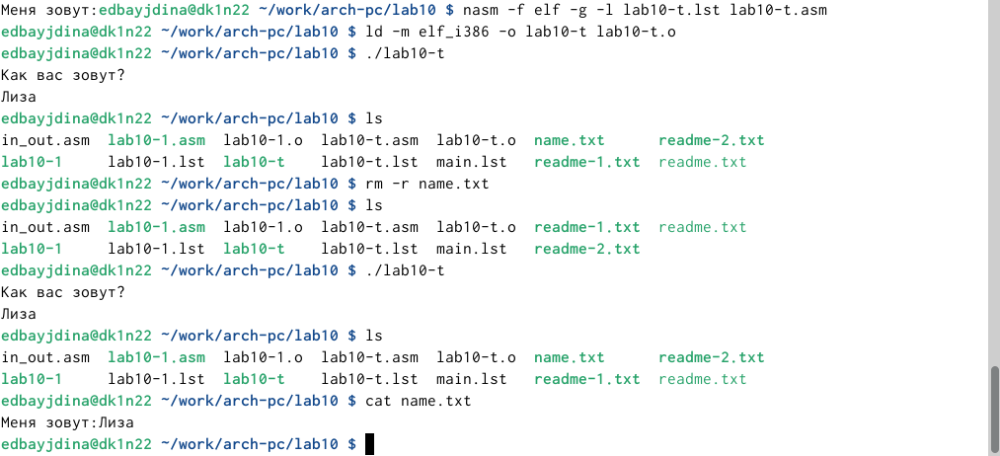 Меня зовут:edbayjdina@dk1n22 ~/work/arch-pc/lab10 $ nasm -f elf -g -l lab10-t.lst lab10-t.asm
edbayjdina@dk1n22 ~/work/arch-pc/lab10 $ ld -m elf_i386 -o lab10-t lab10-t.o
edbayjdina@dk1n22 ~/work/arch-pc/lab10 $ ./lab10-t
Как вас зовут?
Лиза
edbayjdina@dk1n22 ~/work/arch-pc/lab10 $ ls
in_out.asm  lab10-1.asm  lab10-1.o  lab10-t.asm  lab10-t.o  name.txt      readme-2.txt
lab10-1     lab10-1.lst  lab10-t    lab10-t.lst  main.lst   readme-1.txt  readme.txt
edbayjdina@dk1n22 ~/work/arch-pc/lab10 $ rm -r name.txt
edbayjdina@dk1n22 ~/work/arch-pc/lab10 $ ls
in_out.asm  lab10-1.asm  lab10-1.o  lab10-t.asm  lab10-t.o  readme-1.txt  readme.txt
lab10-1     lab10-1.lst  lab10-t    lab10-t.lst  main.lst   readme-2.txt
edbayjdina@dk1n22 ~/work/arch-pc/lab10 $ ./lab10-t
Как вас зовут?
Лиза
edbayjdina@dk1n22 ~/work/arch-pc/lab10 $ ls
in_out.asm  lab10-1.asm  lab10-1.o  lab10-t.asm  lab10-t.o  name.txt      readme-2.txt
lab10-1     lab10-1.lst  lab10-t    lab10-t.lst  main.lst   readme-1.txt  readme.txt
edbayjdina@dk1n22 ~/work/arch-pc/lab10 $ cat name.txt
Меня зовут:Лиза
edbayjdina@dk1n22 ~/work/arch-pc/lab10 $